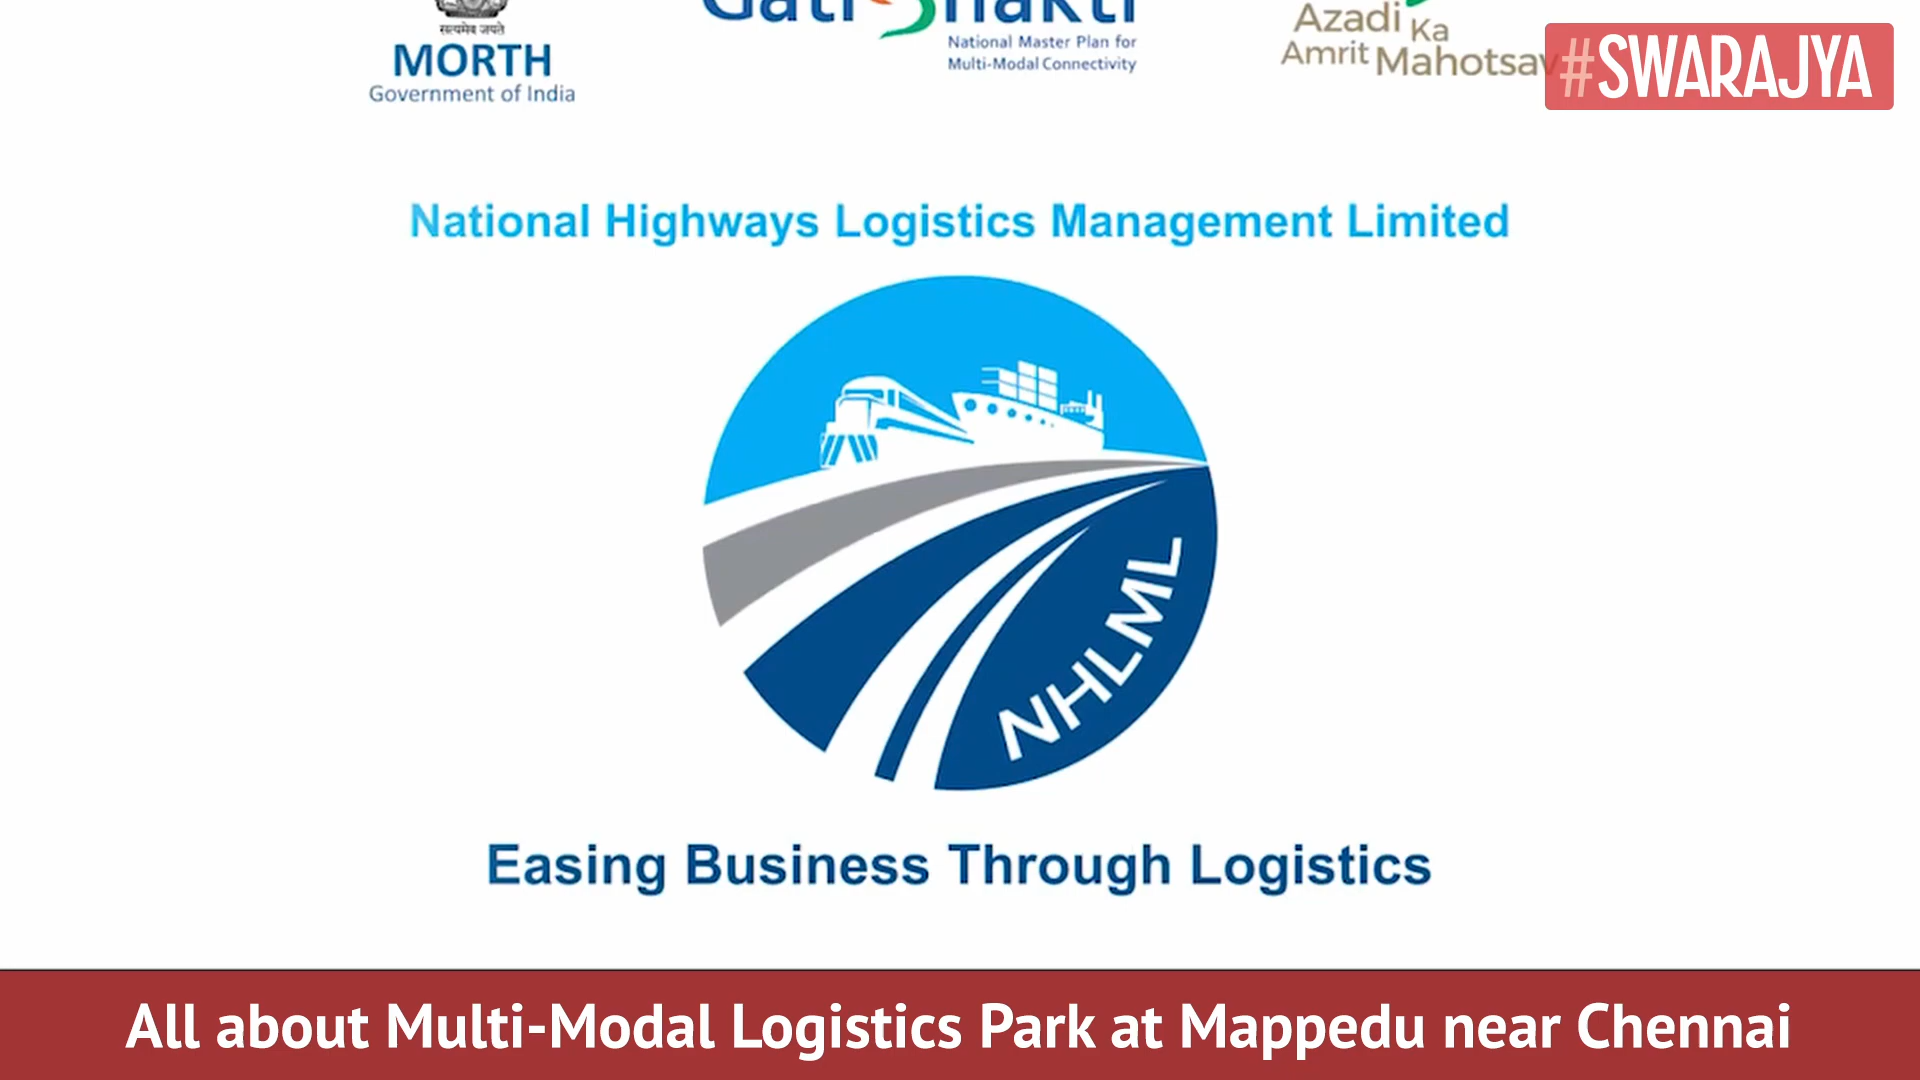 सत्यमेव जयते
MORTH
Government of India
GatiShakti
National Master Plan for
Multi-Modal Connectivity
Azadi Ka
Amrit Mahotsav
#SWARAJYA
National Highways Logistics Management Limited
NHLML
Easing Business Through Logistics
All about Multi-Modal Logistics Park at Mappedu near Chennai